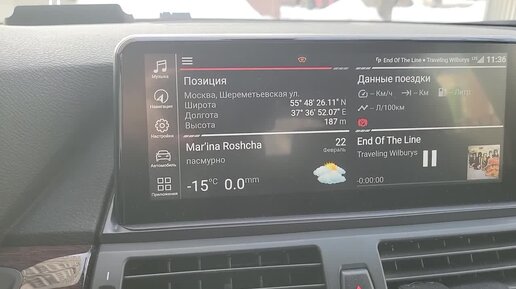 End Of The Line • Traveling Wilburys
11:36
Музыка
Навигация
Настройки
Автомобиль
Приложения
Позиция
Москва, Шереметьевская ул.
Широта 55° 48' 26.11" N
Долгота 37° 36' 52.07" E
Высота 187 m
Данные поездки
-- Км/ч
-- Км
-- Литр
-- Л/100км
Mar'ina Roshcha
22
пасмурно
Февраль
-15°C 0.0mm
End Of The Line
Traveling Wilburys
-0:00:00